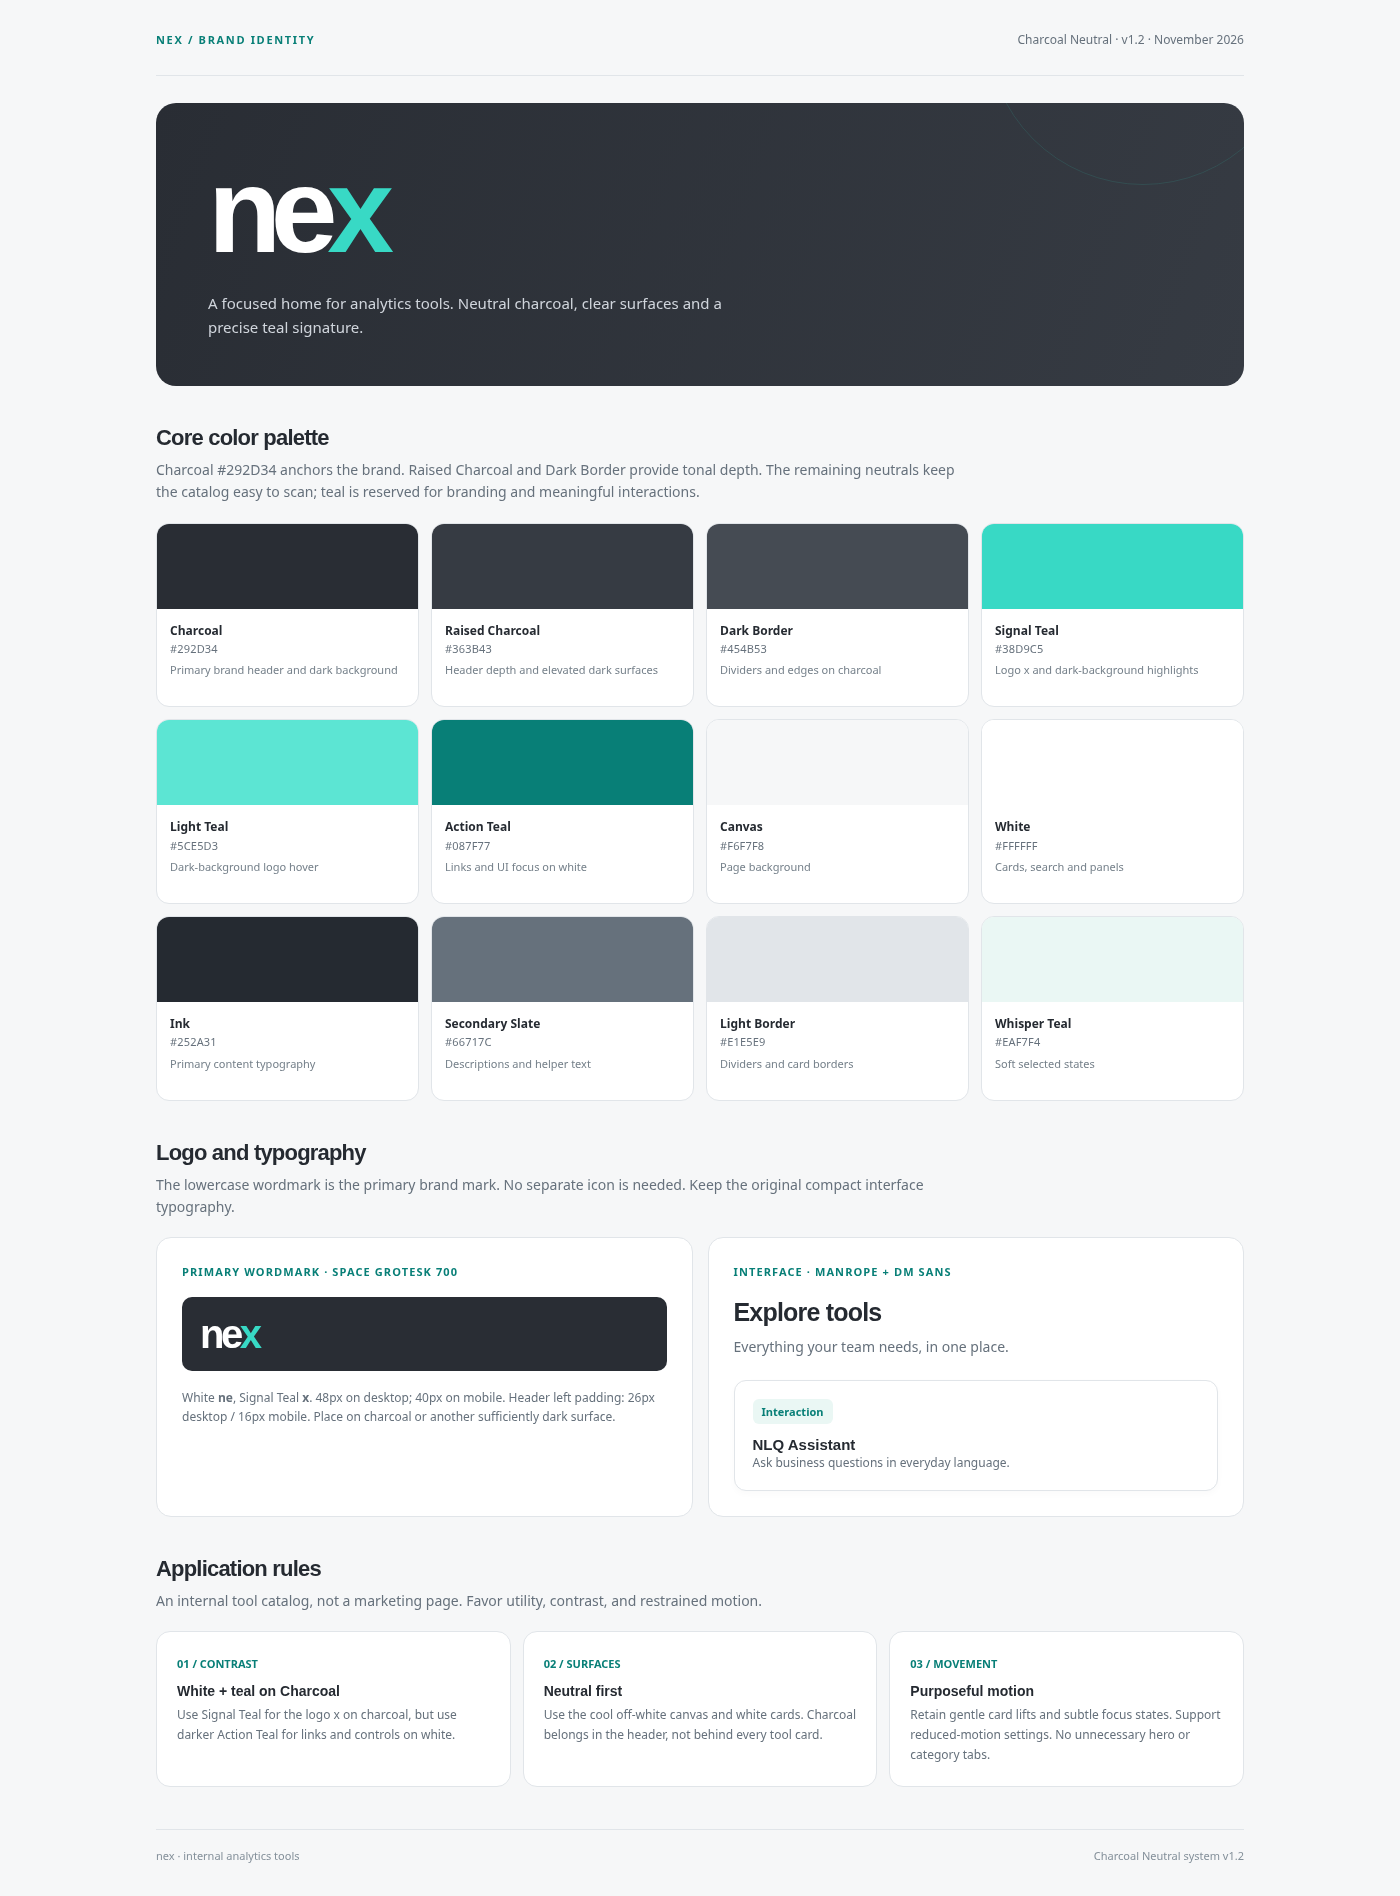 NEX / BRAND IDENTITY
Charcoal Neutral · v1.2 · November 2026
nex
A focused home for analytics tools. Neutral charcoal, clear surfaces and a
precise teal signature.
Core color palette
Charcoal #292D34 anchors the brand. Raised Charcoal and Dark Border provide tonal depth. The remaining neutrals keep
the catalog easy to scan; teal is reserved for branding and meaningful interactions.
Charcoal
#292D34
Primary brand header and dark background
Raised Charcoal
#363B43
Header depth and elevated dark surfaces
Dark Border
#454B53
Dividers and edges on charcoal
Signal Teal
#38D9C5
Logo x and dark-background highlights
Light Teal
#5CE5D3
Dark-background logo hover
Action Teal
#087F77
Links and UI focus on white
Canvas
#F6F7F8
Page background
White
#FFFFFF
Cards, search and panels
Ink
#252A31
Primary content typography
Secondary Slate
#66717C
Descriptions and helper text
Light Border
#E1E5E9
Dividers and card borders
Whisper Teal
#EAF7F4
Soft selected states
Logo and typography
The lowercase wordmark is the primary brand mark. No separate icon is needed. Keep the original compact interface
typography.
PRIMARY WORDMARK · SPACE GROTESK 700
nex
White ne, Signal Teal x. 48px on desktop; 40px on mobile. Header left padding: 26px
desktop / 16px mobile. Place on charcoal or another sufficiently dark surface.
INTERFACE · MANROPE + DM SANS
Explore tools
Everything your team needs, in one place.
Interaction
NLQ Assistant
Ask business questions in everyday language.
Application rules
An internal tool catalog, not a marketing page. Favor utility, contrast, and restrained motion.
01 / CONTRAST
White + teal on Charcoal
Use Signal Teal for the logo x on charcoal, but use
darker Action Teal for links and controls on white.
02 / SURFACES
Neutral first
Use the cool off-white canvas and white cards. Charcoal
belongs in the header, not behind every tool card.
03 / MOVEMENT
Purposeful motion
Retain gentle card lifts and subtle focus states. Support
reduced-motion settings. No unnecessary hero or
category tabs.
nex · internal analytics tools
Charcoal Neutral system v1.2